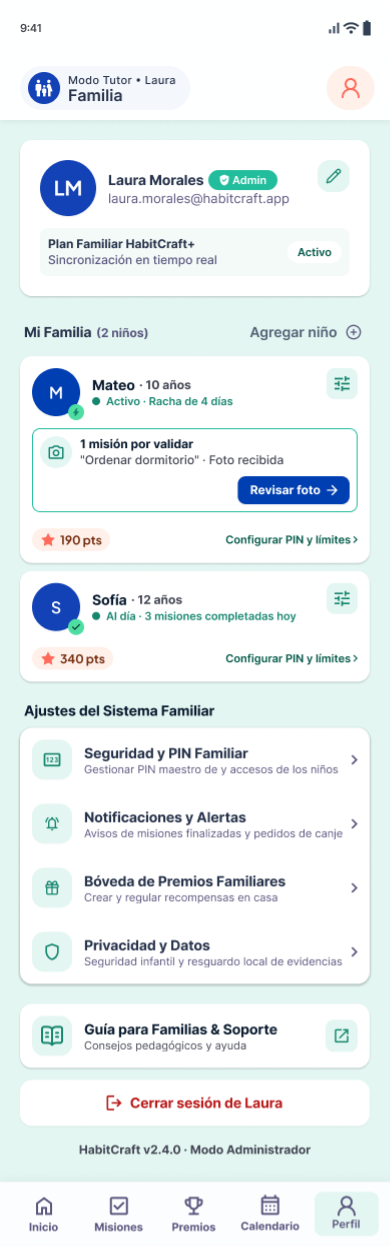 9:41
Modo Tutor • Laura
Familia
LM
Laura Morales
Admin
laura.morales@habitcraft.app
Plan Familiar HabitCraft+
Sincronización en tiempo real
Activo
Mi Familia (2 niños)
Agregar niño
M
Mateo · 10 años
Activo · Racha de 4 días
1 misión por validar
"Ordenar dormitorio" · Foto recibida
Revisar foto →
190 pts
Configurar PIN y límites >
S
Sofía · 12 años
Al día · 3 misiones completadas hoy
340 pts
Configurar PIN y límites >
Ajustes del Sistema Familiar
123
Seguridad y PIN Familiar
Gestionar PIN maestro de y accesos de los niños
Notificaciones y Alertas
Avisos de misiones finalizadas y pedidos de canje
Bóveda de Premios Familiares
Crear y regular recompensas en casa
Privacidad y Datos
Seguridad infantil y resguardo local de evidencias
Guía para Familias & Soporte
Consejos pedagógicos y ayuda
Cerrar sesión de Laura
HabitCraft v2.4.0 · Modo Administrador
Inicio
Misiones
Premios
Calendario
Perfil